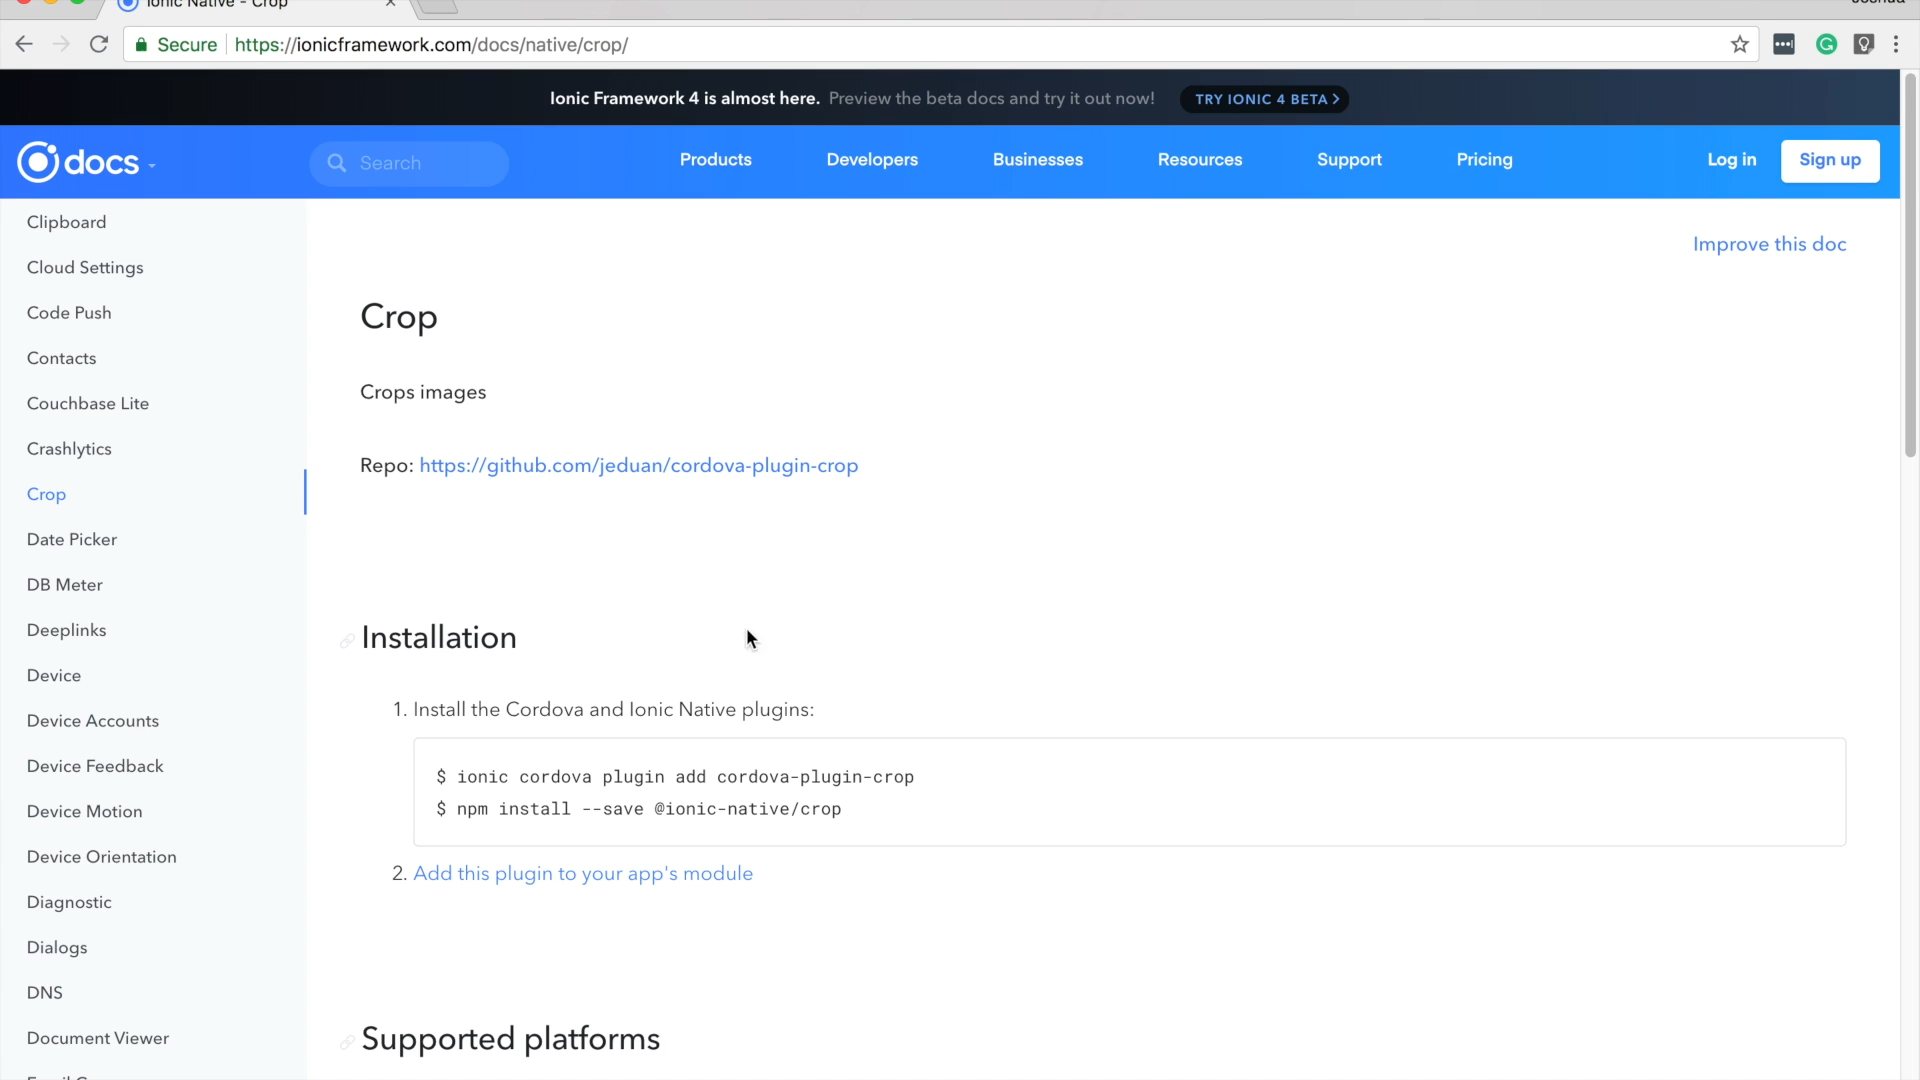 Ionic Native - Crop
Secure https://ionicframework.com/docs/native/crop/
Ionic Framework 4 is almost here. Preview the beta docs and try it out now! TRY IONIC 4 BETA >
docs Search Products Developers Businesses Resources Support Pricing Log in Sign up
Clipboard
Cloud Settings
Code Push
Contacts
Couchbase Lite
Crashlytics
Crop
Date Picker
DB Meter
Deeplinks
Device
Device Accounts
Device Feedback
Device Motion
Device Orientation
Diagnostic
Dialogs
DNS
Document Viewer
Improve this doc
Crop
Crops images
Repo: https://github.com/jeduan/cordova-plugin-crop
Installation
1. Install the Cordova and Ionic Native plugins:
$ ionic cordova plugin add cordova-plugin-crop
$ npm install --save @ionic-native/crop
2. Add this plugin to your app's module
Supported platforms